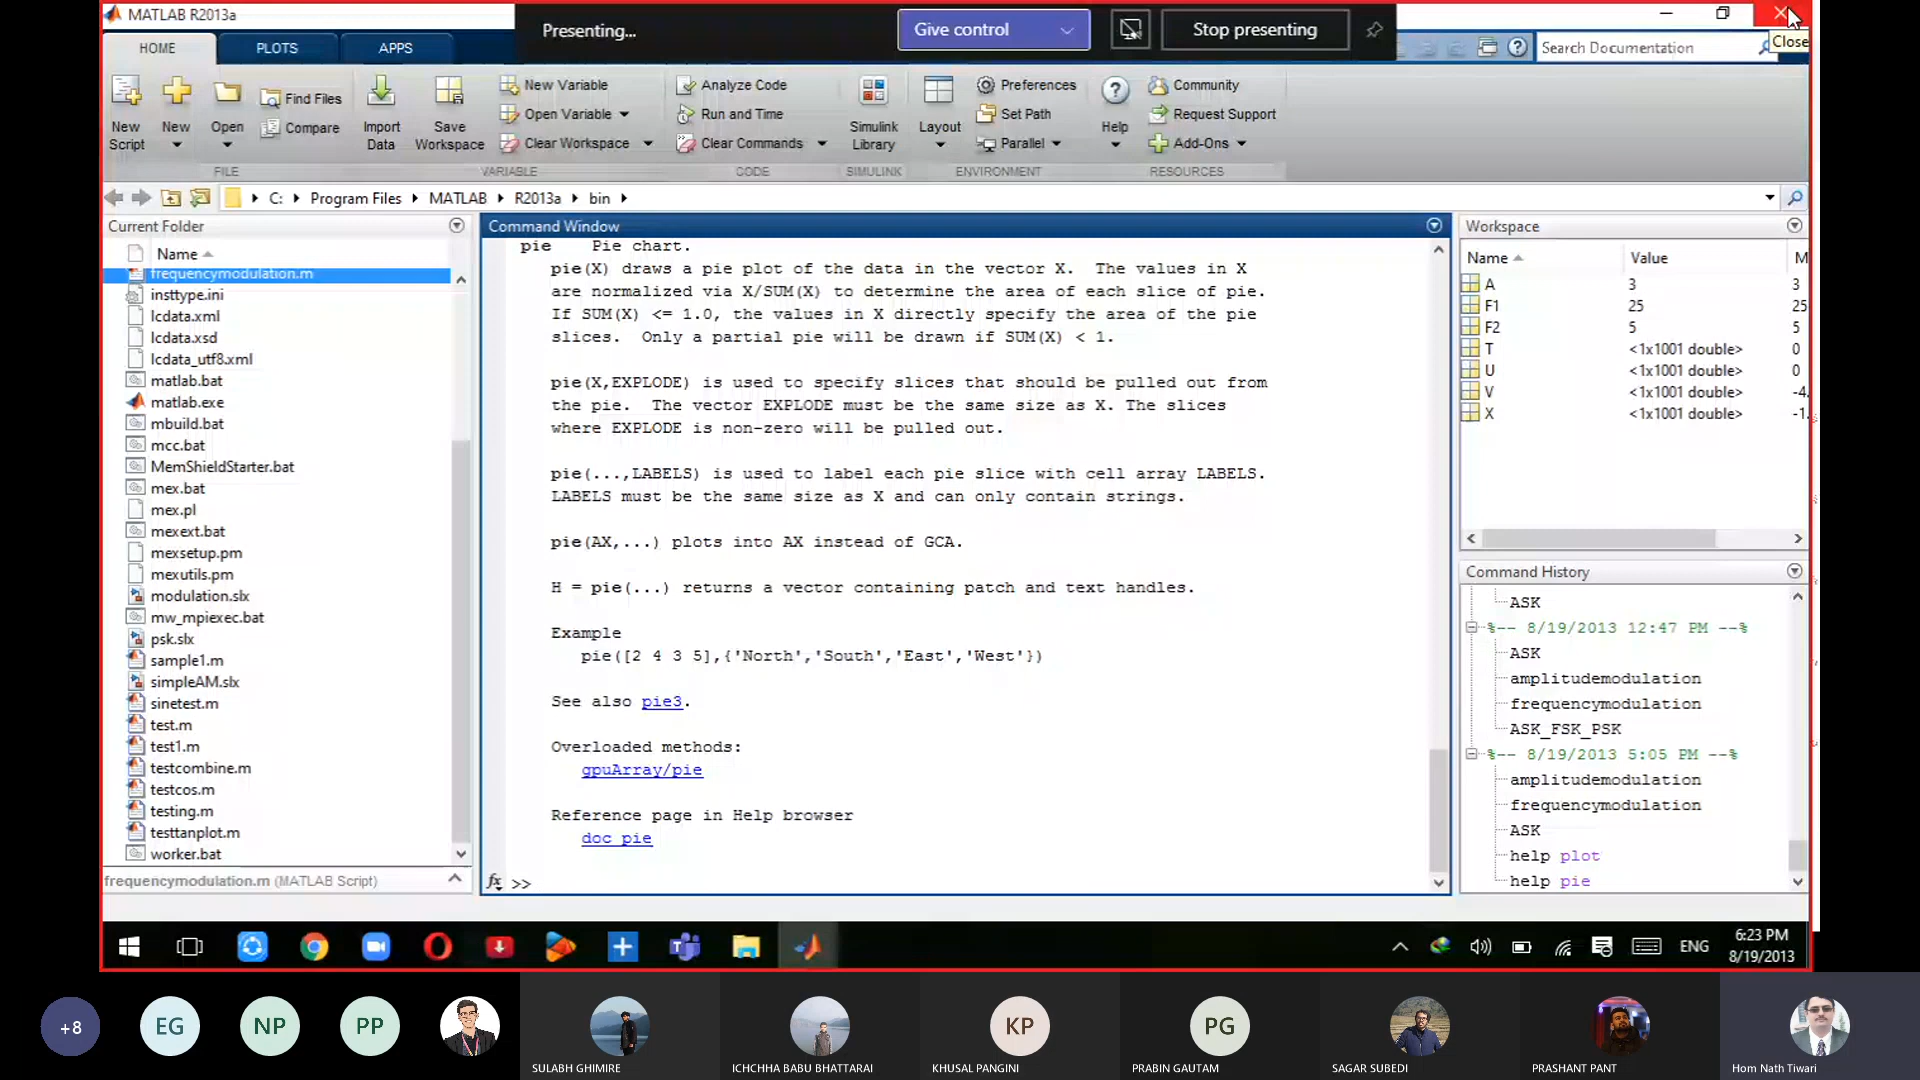 MATLAB R2013a
Presenting...
Give control
Stop presenting
Close
HOME
PLOTS
APPS
Search Documentation
New Script
New
Open
Find Files
Compare
Import Data
Save Workspace
New Variable
Open Variable
Clear Workspace
Analyze Code
Run and Time
Clear Commands
Simulink Library
Layout
Preferences
Set Path
Parallel
Help
Community
Request Support
Add-Ons
FILE
VARIABLE
CODE
SIMULINK
ENVIRONMENT
RESOURCES
C: Program Files MATLAB R2013a bin
Current Folder
Name
frequencymodulation.m
insttype.ini
lcdata.xml
lcdata.xsd
lcdata_utf8.xml
matlab.bat
matlab.exe
mbuild.bat
mcc.bat
MemShieldStarter.bat
mex.bat
mex.pl
mexext.bat
mexsetup.pm
mexutils.pm
modulation.slx
mw_mpiexec.bat
psk.slx
sample1.m
simpleAM.slx
sinetest.m
test.m
test1.m
testcombine.m
testcos.m
testing.m
testtanplot.m
worker.bat
frequencymodulation.m (MATLAB Script)
Command Window
pie Pie chart.
pie(X) draws a pie plot of the data in the vector X. The values in X
are normalized via X/SUM(X) to determine the area of each slice of pie.
If SUM(X) <= 1.0, the values in X directly specify the area of the pie
slices. Only a partial pie will be drawn if SUM(X) < 1.
pie(X,EXPLODE) is used to specify slices that should be pulled out from
the pie. The vector EXPLODE must be the same size as X. The slices
where EXPLODE is non-zero will be pulled out.
pie(...,LABELS) is used to label each pie slice with cell array LABELS.
LABELS must be the same size as X and can only contain strings.
pie(AX,...) plots into AX instead of GCA.
H = pie(...) returns a vector containing patch and text handles.
Example
pie([2 4 3 5],{'North','South','East','West'})
See also pie3.
Overloaded methods:
gpuArray/pie
Reference page in Help browser
doc pie
fx >>
Workspace
Name Value M
A 3 3
F1 25 25
F2 5 5
T <1x1001 double> 0
U <1x1001 double> 0
V <1x1001 double> -4.
X <1x1001 double> -1.
Command History
ASK
%-- 8/19/2013 12:47 PM --%
ASK
amplitudemodulation
frequencymodulation
ASK_FSK_PSK
%-- 8/19/2013 5:05 PM --%
amplitudemodulation
frequencymodulation
ASK
help plot
help pie
ENG
6:23 PM
8/19/2013
+8
EG
NP
PP
KP
PG
SULABH GHIMIRE
ICHCHHA BABU BHATTARAI
KHUSAL PANGINI
PRABIN GAUTAM
SAGAR SUBEDI
PRASHANT PANT
Hom Nath Tiwari